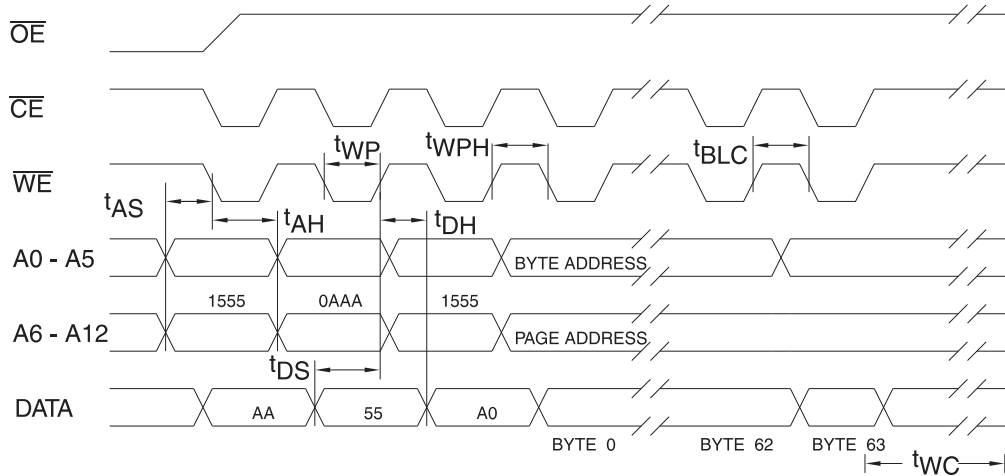 OE
CE
tWP tWPH tBLC
WE
tAS tAH tDH
A0 - A5 BYTE ADDRESS
1555 0AAA 1555
A6 - A12 PAGE ADDRESS
tDS
DATA AA 55 A0
BYTE 0 BYTE 62 BYTE 63
tWC